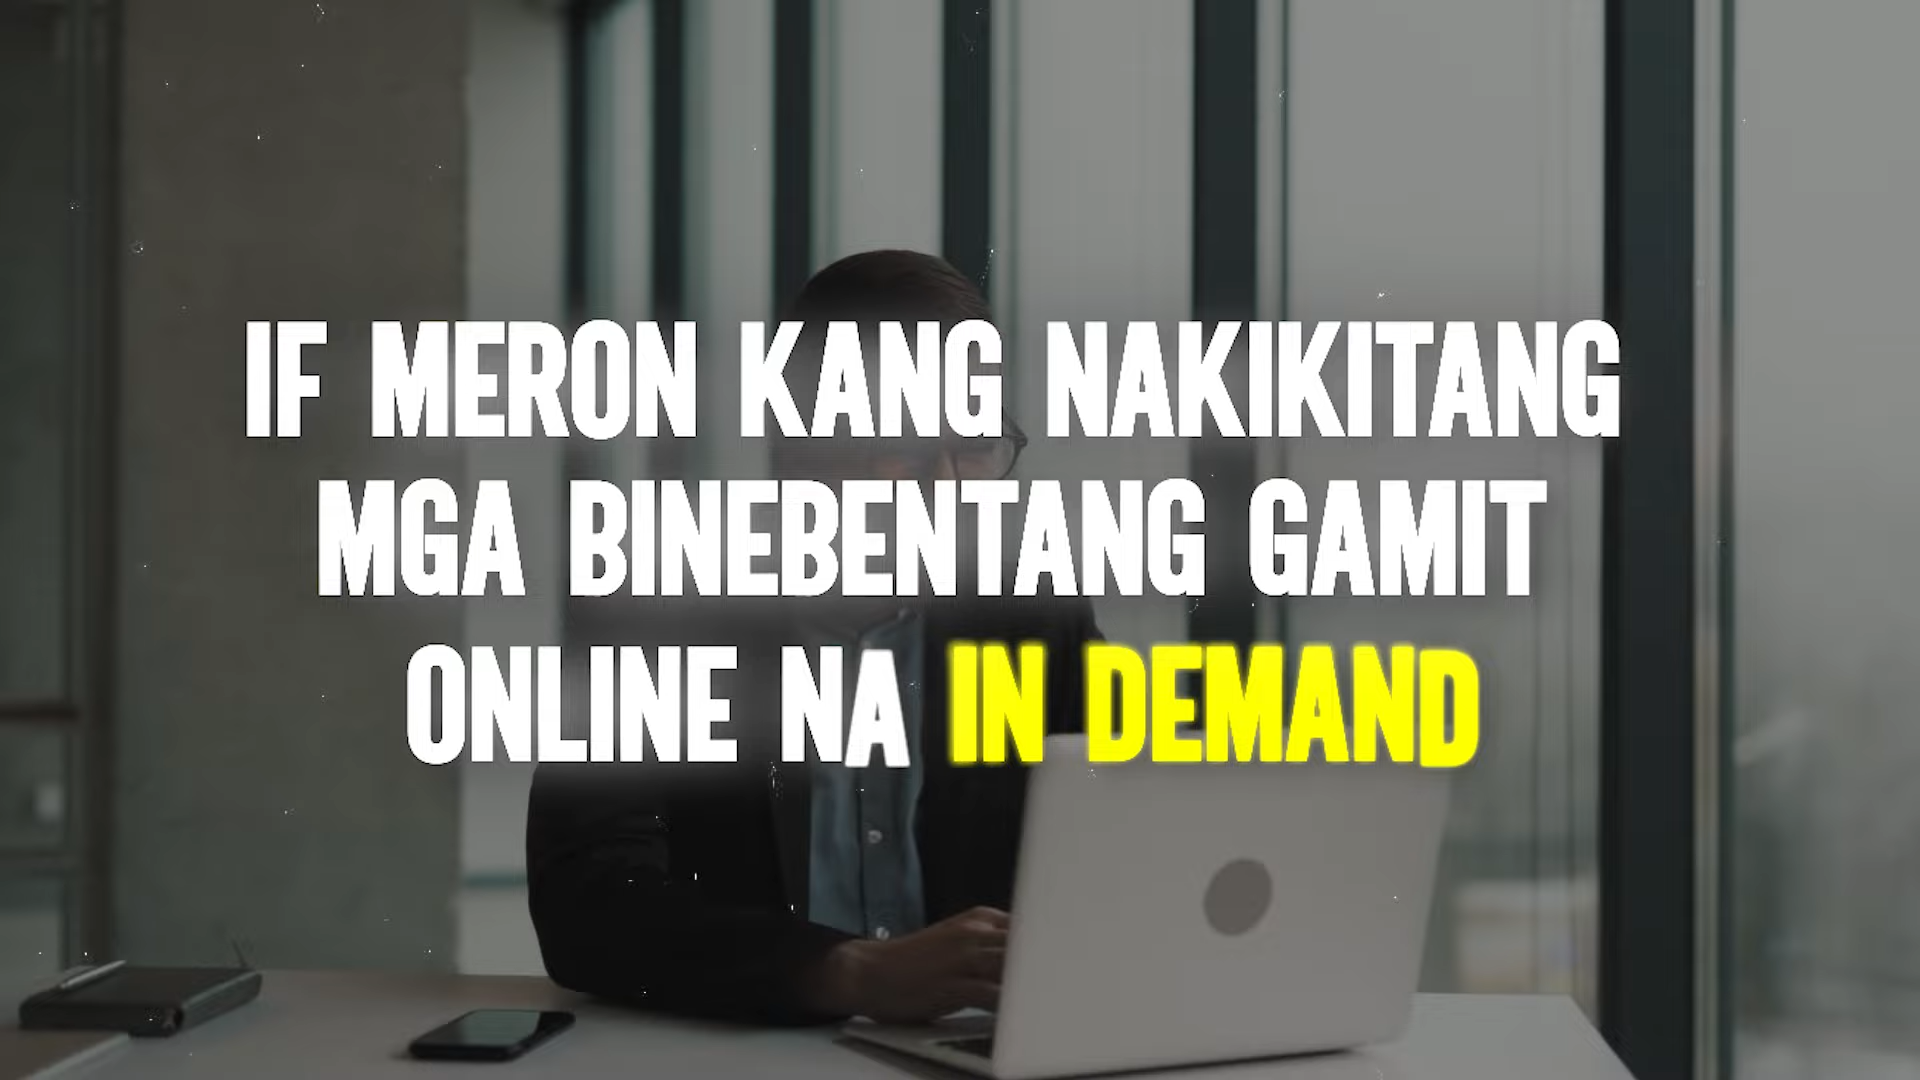 IF MERON KANG NAKIKITANG
MGA BINEBENTANG GAMIT
ONLINE NA IN DEMAND